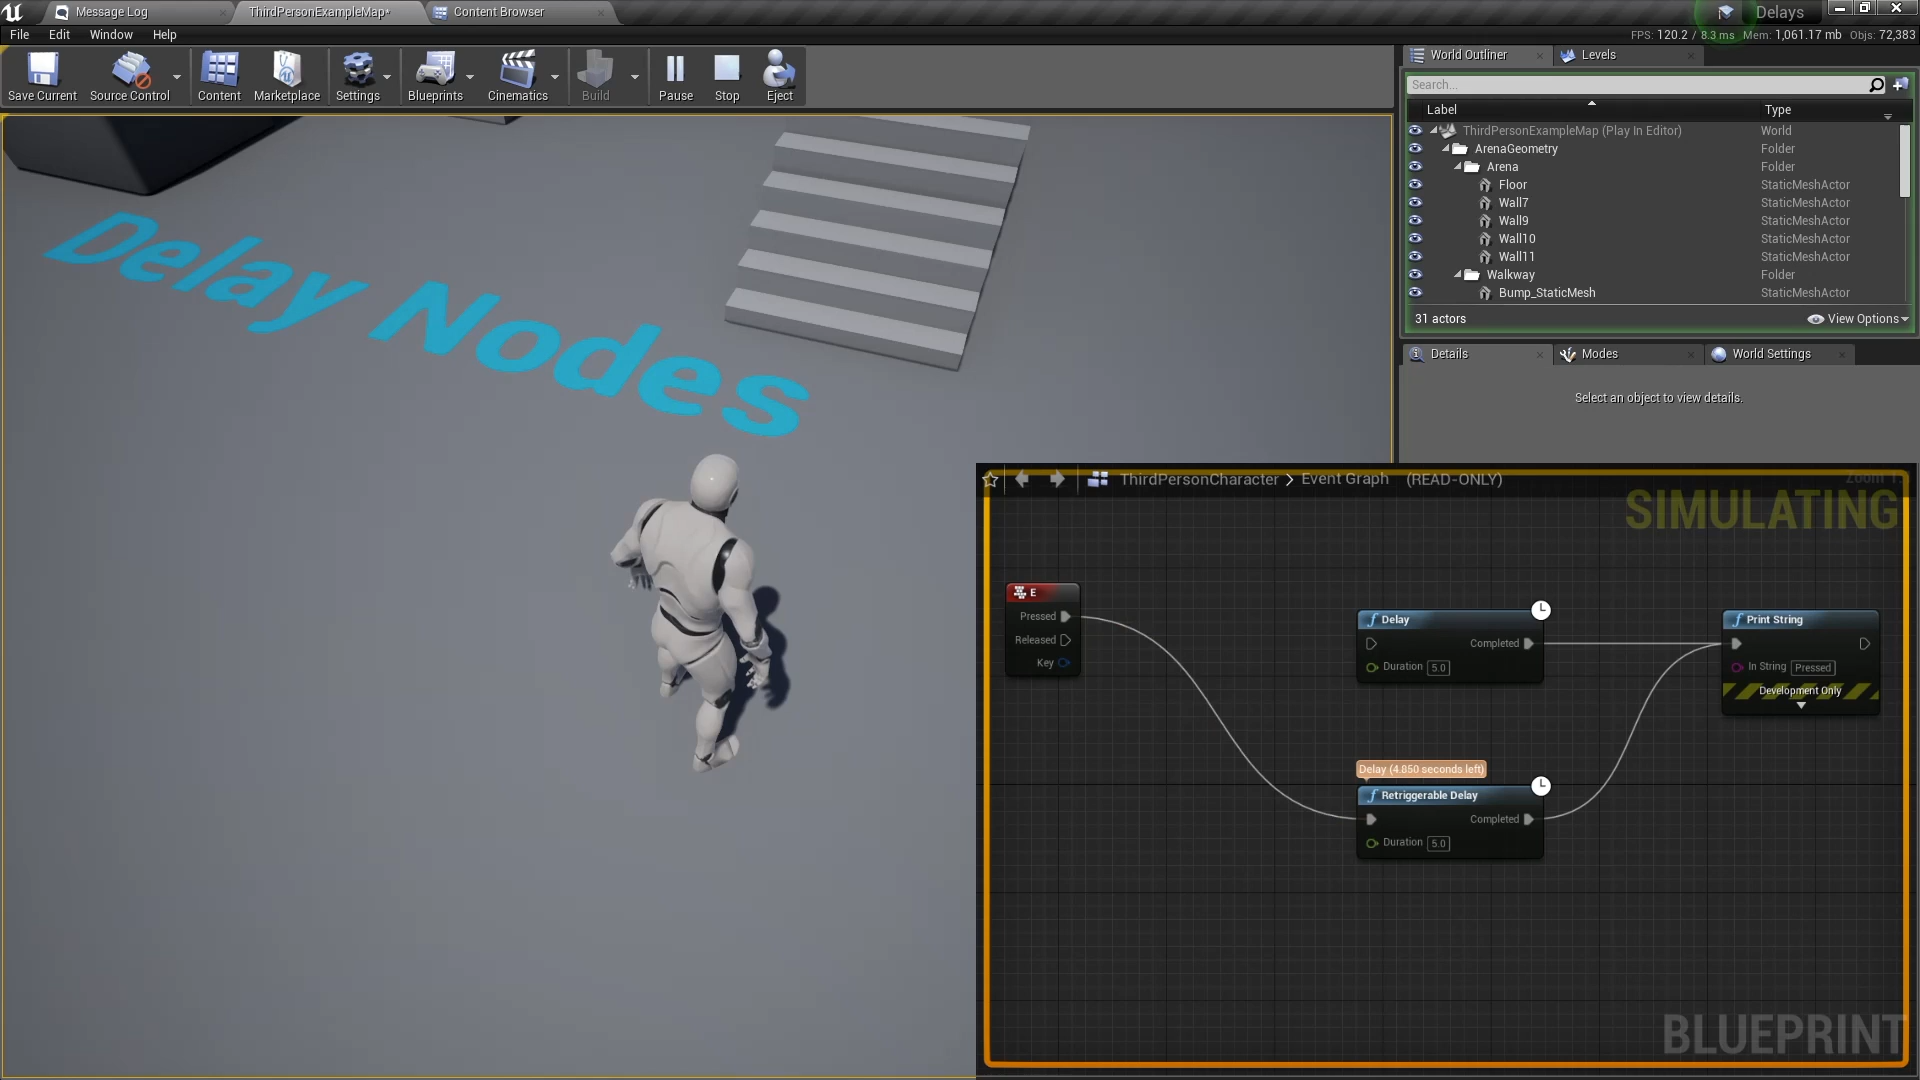 Message Log
ThirdPersonExampleMap*
Content Browser
Delays
File Edit Window Help
FPS: 120.2 / 8.3 ms Mem: 1,061.17 mb Objs: 72,383
Save Current
Source Control
Content
Marketplace
Settings
Blueprints
Cinematics
Build
Pause
Stop
Eject
World Outliner
Levels
Search...
Label Type
ThirdPersonExampleMap (Play In Editor) World
ArenaGeometry Folder
Arena Folder
Floor StaticMeshActor
Wall7 StaticMeshActor
Wall9 StaticMeshActor
Wall10 StaticMeshActor
Wall11 StaticMeshActor
Walkway Folder
Bump_StaticMesh StaticMeshActor
31 actors View Options
Details
Modes
World Settings
Select an object to view details.
Delay Nodes
ThirdPersonCharacter > Event Graph (READ-ONLY)
SIMULATING
E
Pressed
Released
Key
Delay
Completed
Duration 5.0
Print String
In String Pressed
Development Only
Delay (4.850 seconds left)
Retriggerable Delay
Completed
Duration 5.0
BLUEPRINT